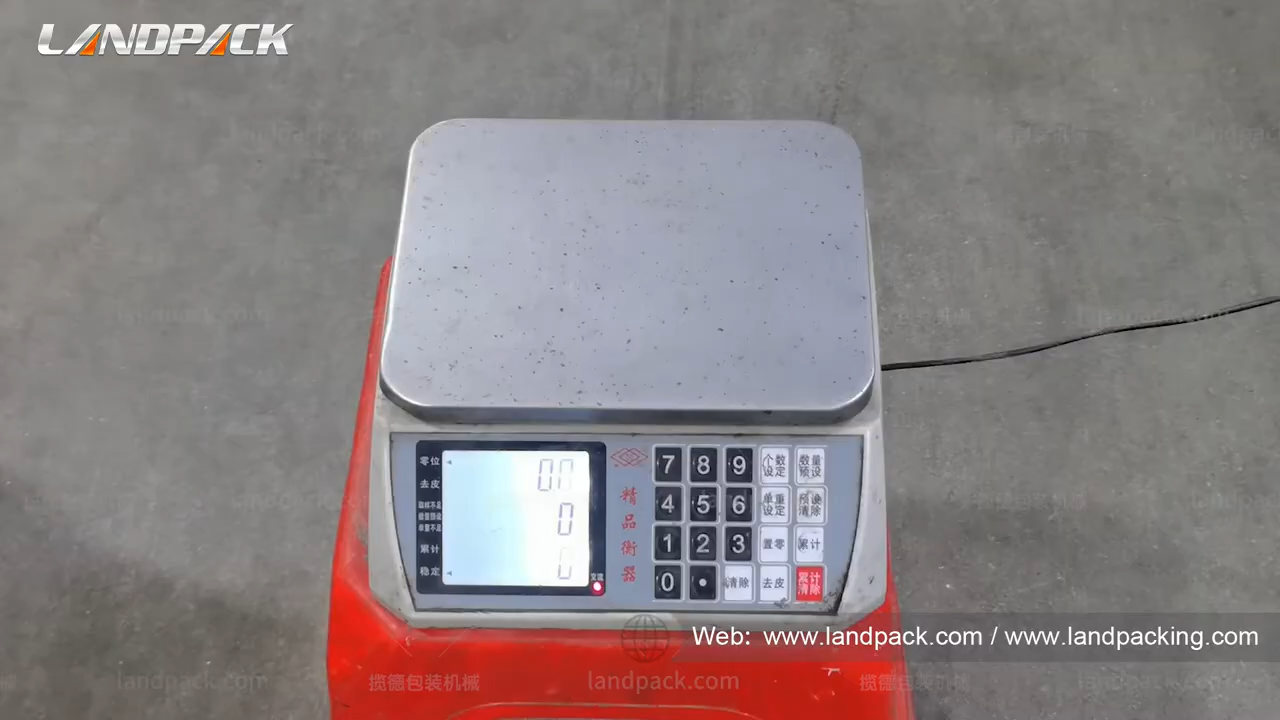 LANDPACK
零位
去皮
累计
稳定
00
0
0
交流
精品衡器
7 8 9 个数设定 数量预设
4 5 6 单重设定 预设清除
1 2 3 置零 累计
0 . 清除 去皮 累计清除
Web: www.landpack.com / www.landpacking.com
landpack.com
揽德包装机械
landpack.com
揽德包装机械
landpack.com